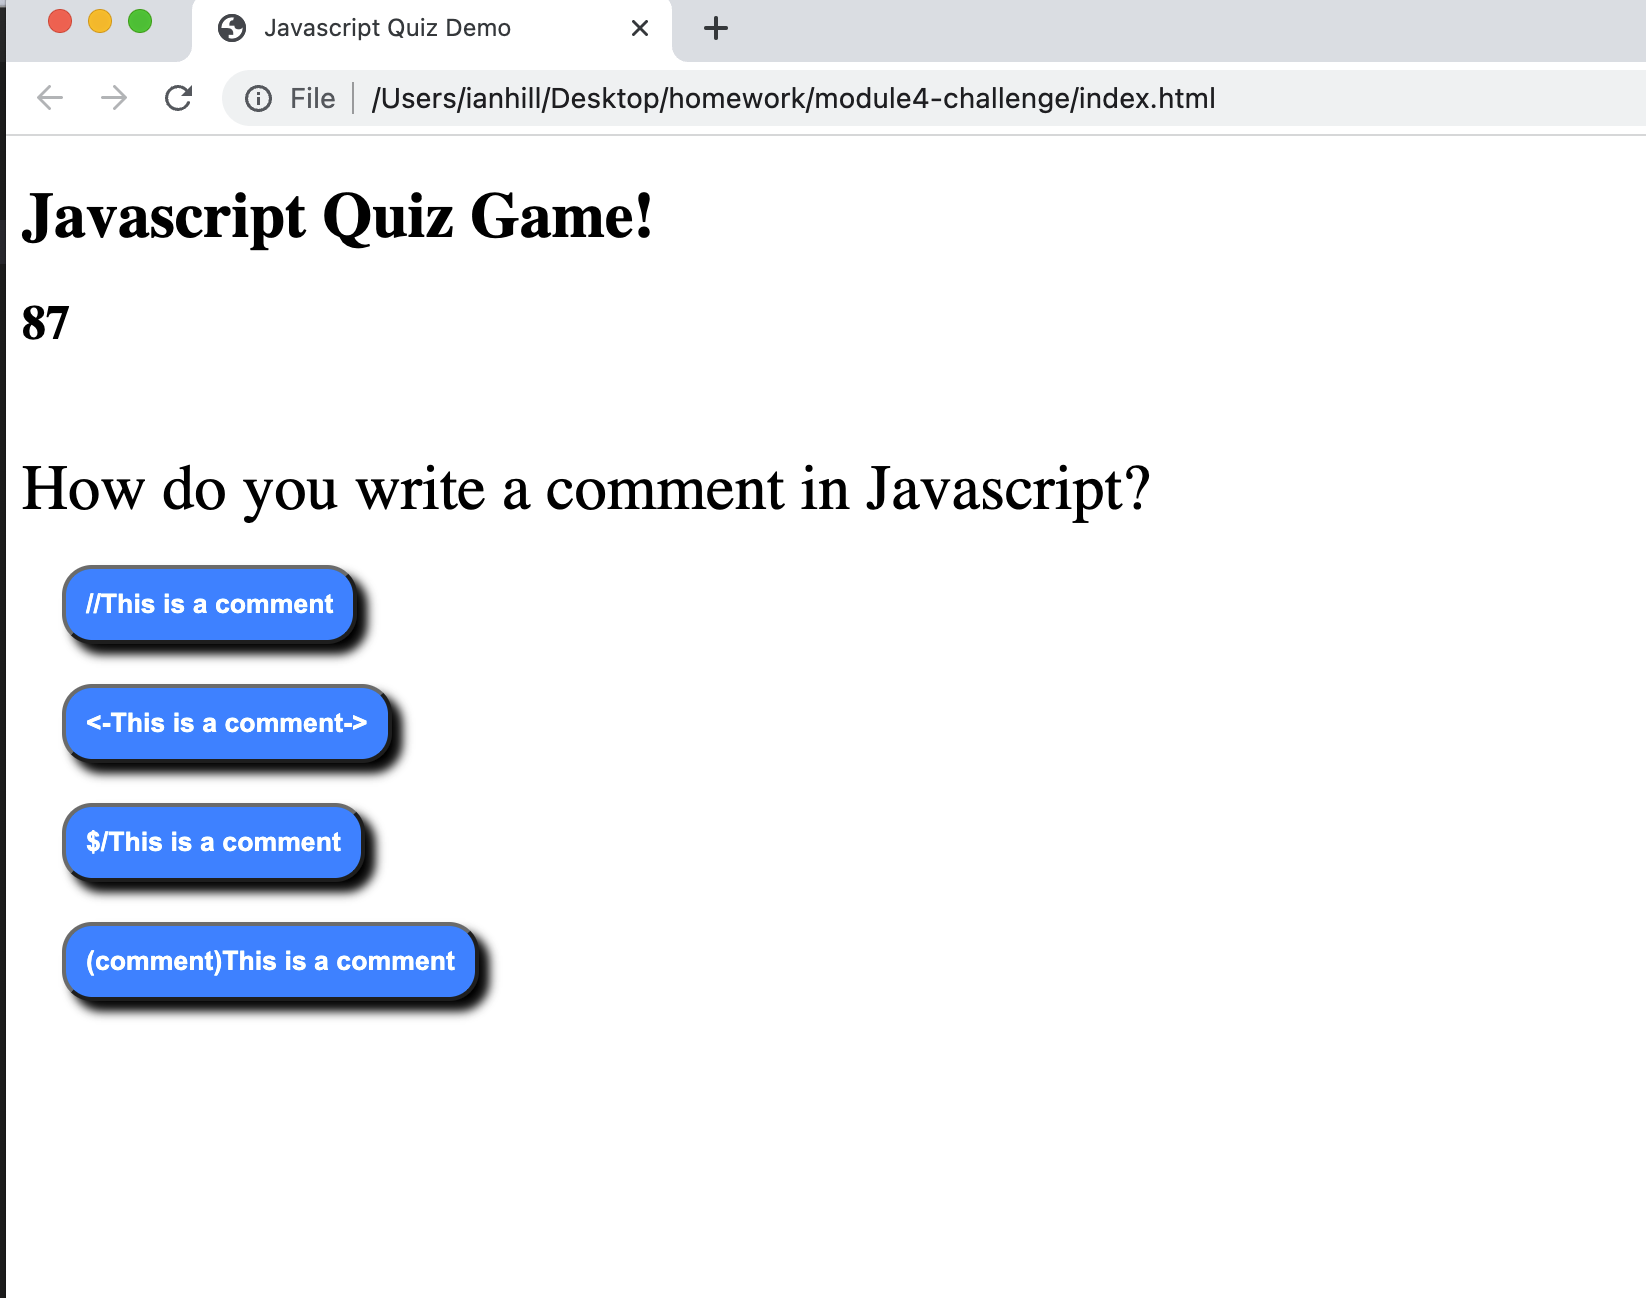 Javascript Quiz Demo
File /Users/ianhill/Desktop/homework/module4-challenge/index.html
Javascript Quiz Game!
87
How do you write a comment in Javascript?
//This is a comment
<-This is a comment->
$/This is a comment
(comment)This is a comment